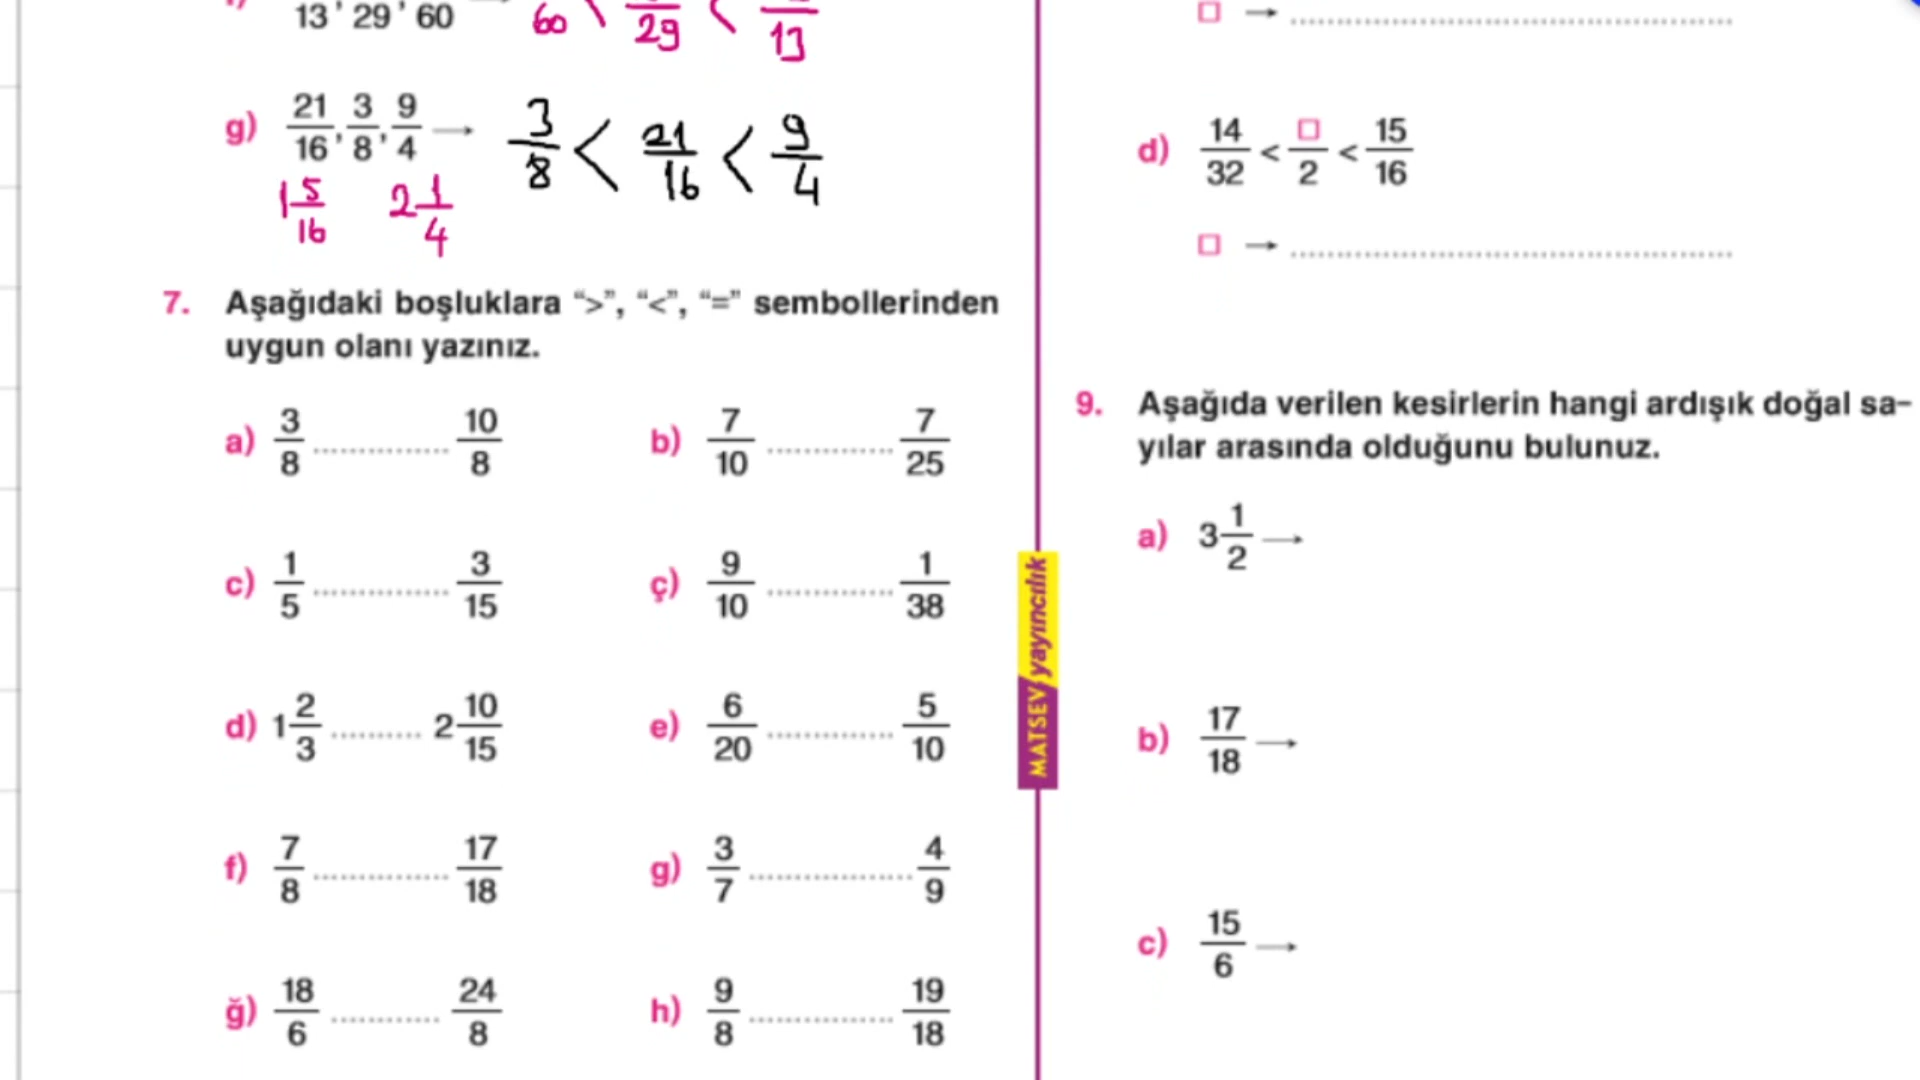 13 , 29 , 60
60 < 29 < 13
g) 21/16, 3/8, 9/4 → 3/8 < 21/16 < 9/4
1 5/16 2 1/4
7. Aşağıdaki boşluklara “>”, “<”, “=” sembollerinden
uygun olanı yazınız.
a) 3/8 .............. 10/8
b) 7/10 .............. 7/25
c) 1/5 .............. 3/15
ç) 9/10 .............. 1/38
d) 1 2/3 .......... 2 10/15
e) 6/20 .............. 5/10
f) 7/8 .............. 17/18
g) 3/7 .................. 4/9
ğ) 18/6 ............ 24/8
h) 9/8 ................ 19/18
□ → ................................................
d) 14/32 < □/2 < 15/16
□ → ................................................
9. Aşağıda verilen kesirlerin hangi ardışık doğal sa-
yılar arasında olduğunu bulunuz.
a) 3 1/2 →
b) 17/18 →
c) 15/6 →
MATSEV yayıncılık